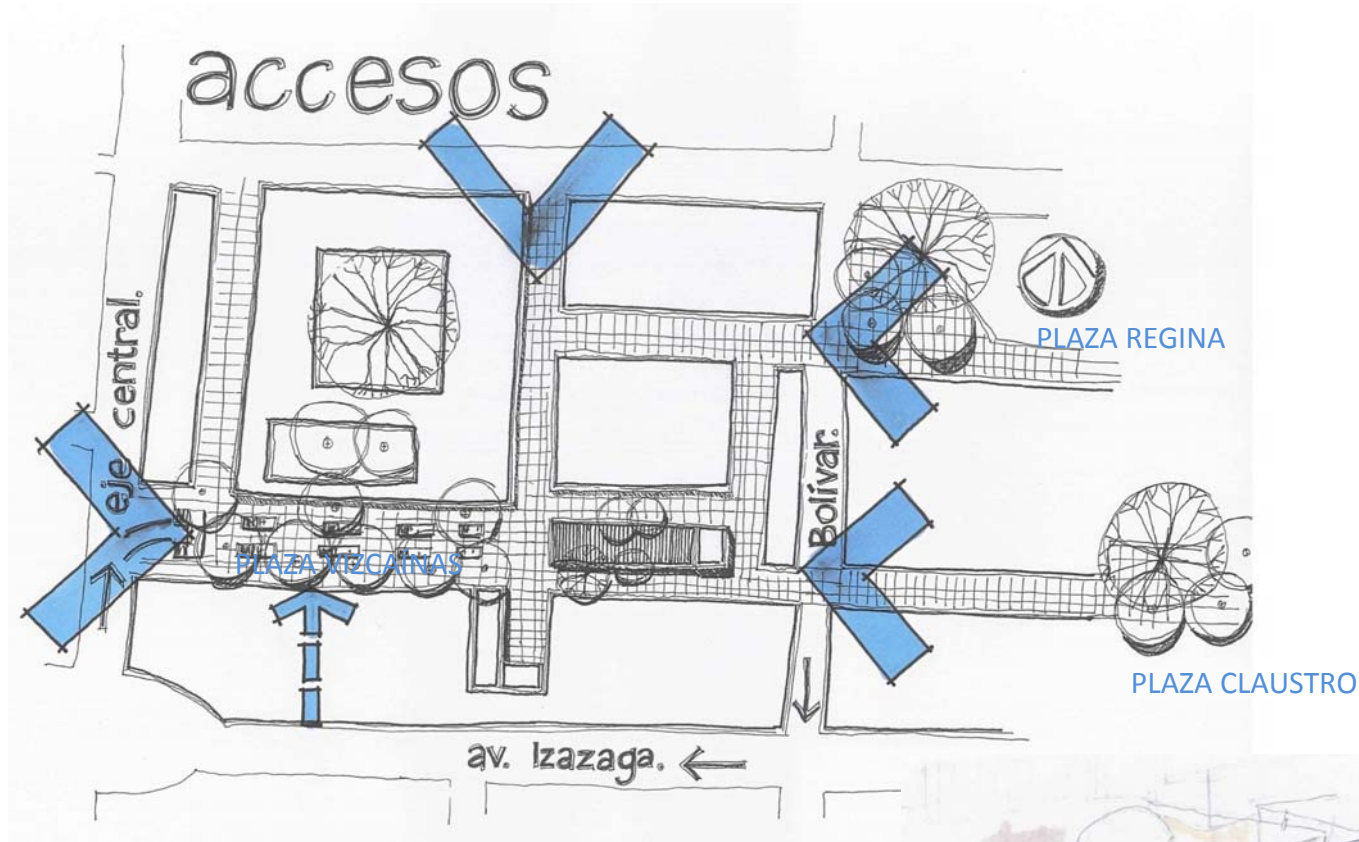 accesos
PLAZA REGINA
eje central.
Bolívar.
PLAZA VIZCAINAS
PLAZA CLAUSTRO
av. Izazaga.